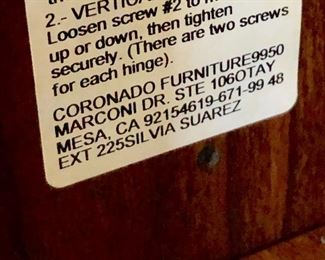 2.- VERTICA
Loosen screw #2 to m
up or down, then tighten
securely. (There are two screws
for each hinge).
CORONADO FURNITURE9950
MARCONI DR. STE 106OTAY
MESA, CA 92154619-671-99 48
EXT 225SILVIA SUAREZ